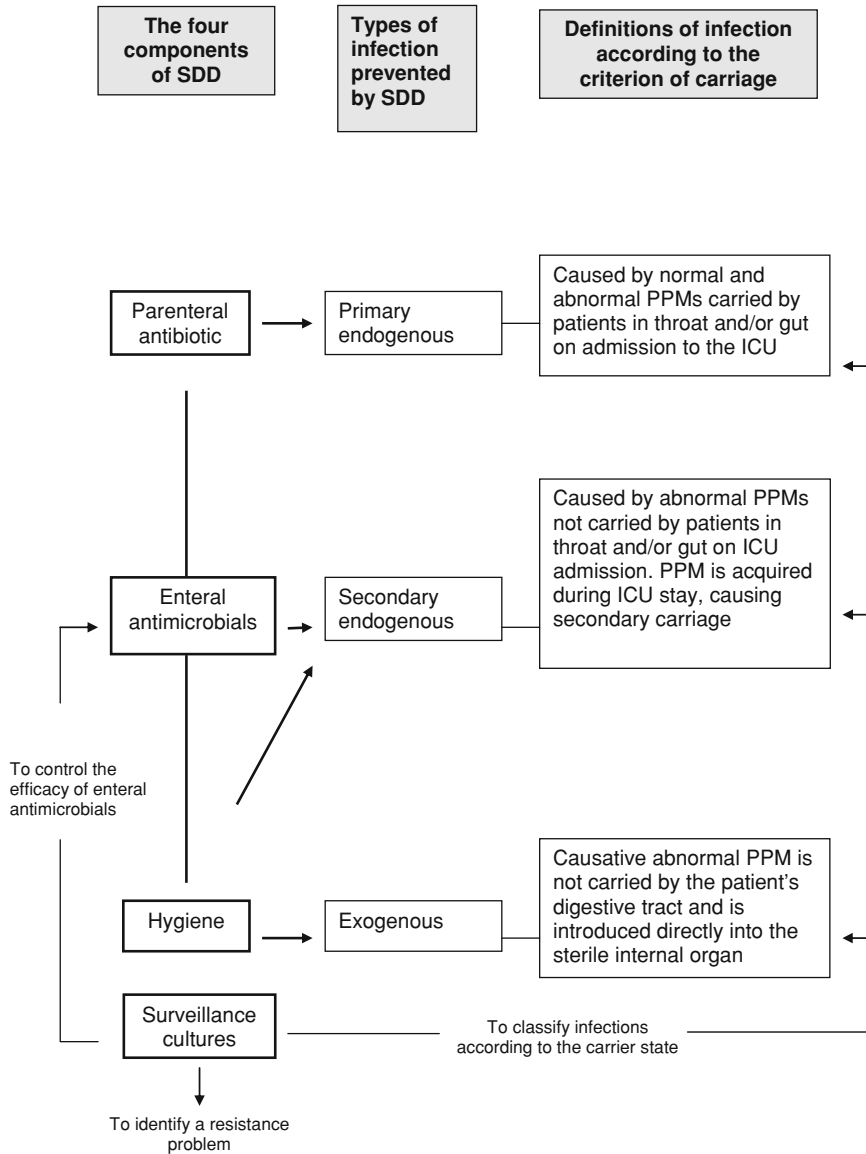 The four
components
of SDD
Types of
infection
prevented
by SDD
Definitions of infection
according to the
criterion of carriage
Parenteral
antibiotic
Primary
endogenous
Caused by normal and
abnormal PPMs carried by
patients in throat and/or gut
on admission to the ICU
Enteral
antimicrobials
Secondary
endogenous
Caused by abnormal PPMs
not carried by patients in
throat and/or gut on ICU
admission. PPM is acquired
during ICU stay, causing
secondary carriage
To control the
efficacy of enteral
antimicrobials
Hygiene
Exogenous
Causative abnormal PPM is
not carried by the patient's
digestive tract and is
introduced directly into the
sterile internal organ
Surveillance
cultures
To classify infections
according to the carrier state
To identify a resistance
problem